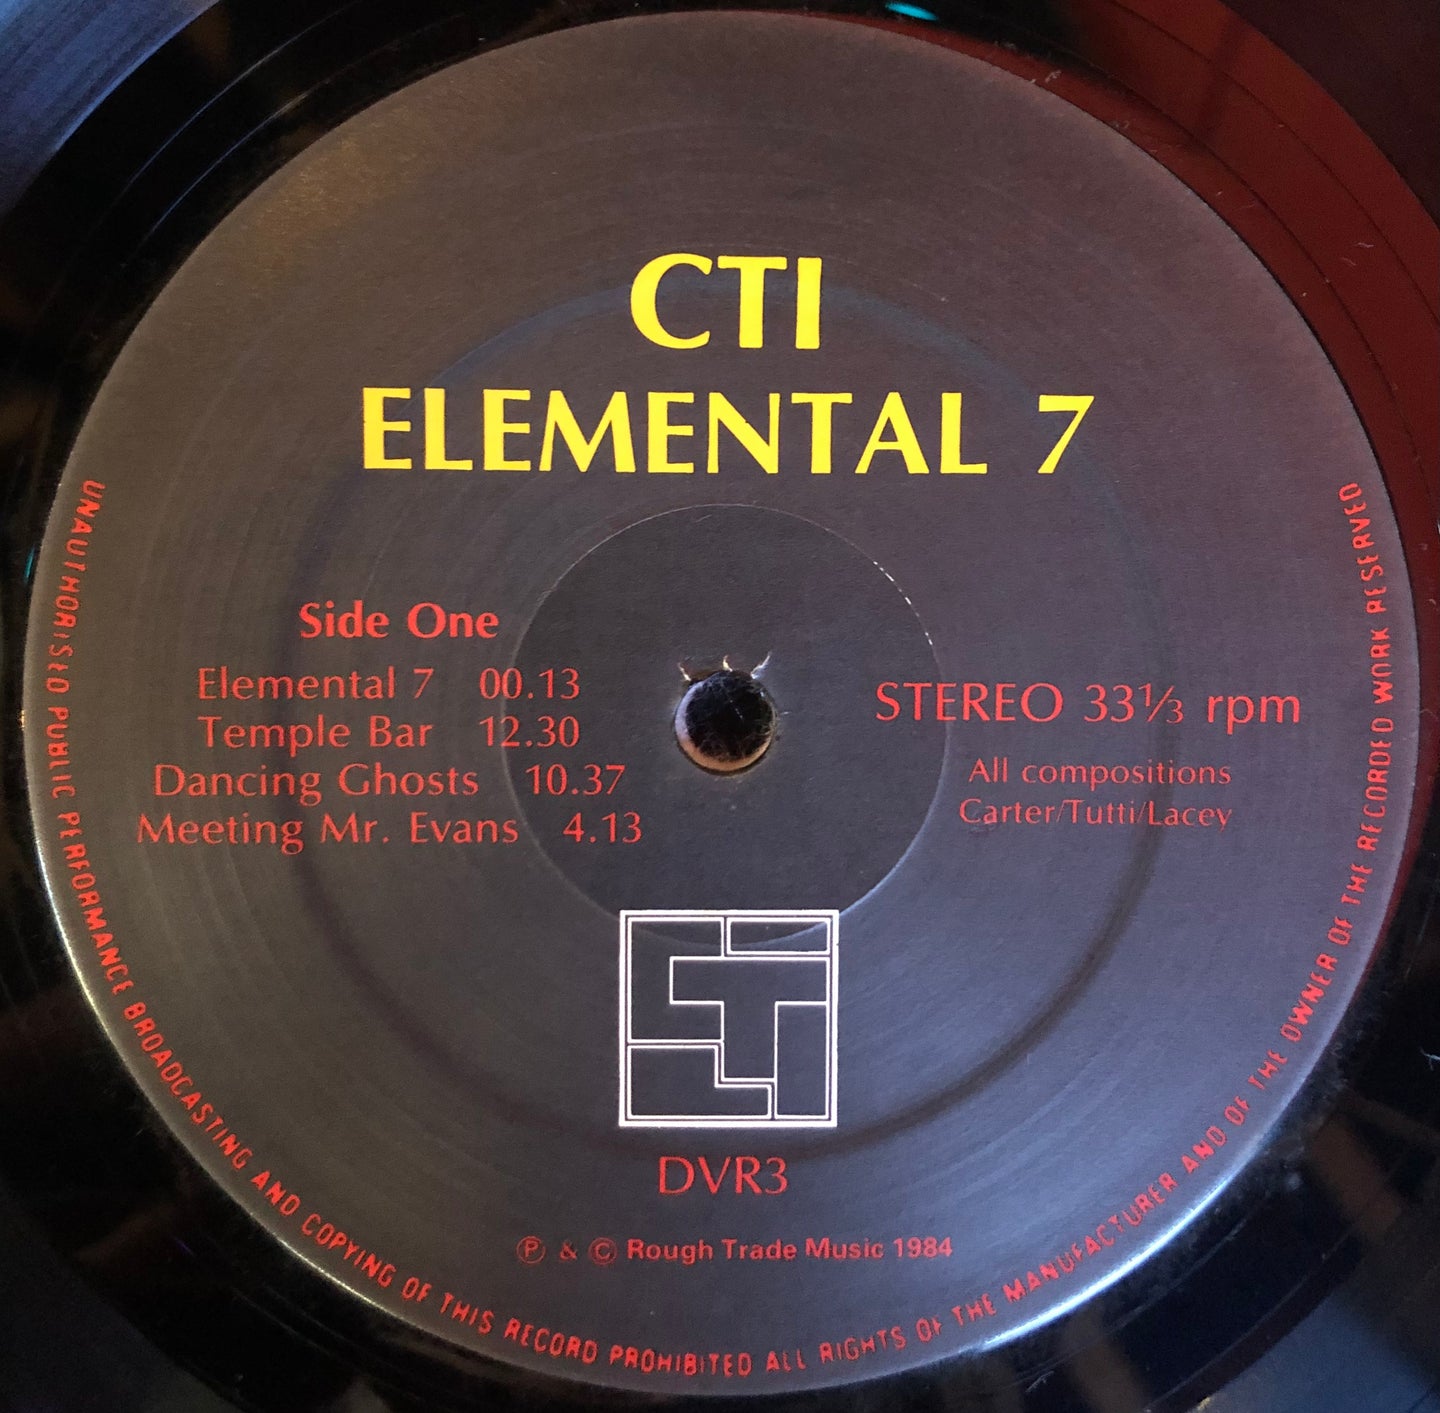 CTI
ELEMENTAL 7
Side One
Elemental 7 00.13
Temple Bar 12.30
Dancing Ghosts 10.37
Meeting Mr. Evans 4.13
STEREO 33⅓ rpm
All compositions
Carter/Tutti/Lacey
CTI
DVR3
Ⓟ & © Rough Trade Music 1984
UNAUTHORISED PUBLIC PERFORMANCE BROADCASTING AND COPYING OF THIS RECORD PROHIBITED ALL RIGHTS OF THE MANUFACTURER AND OF THE OWNER OF THE RECORDED WORK RESERVED